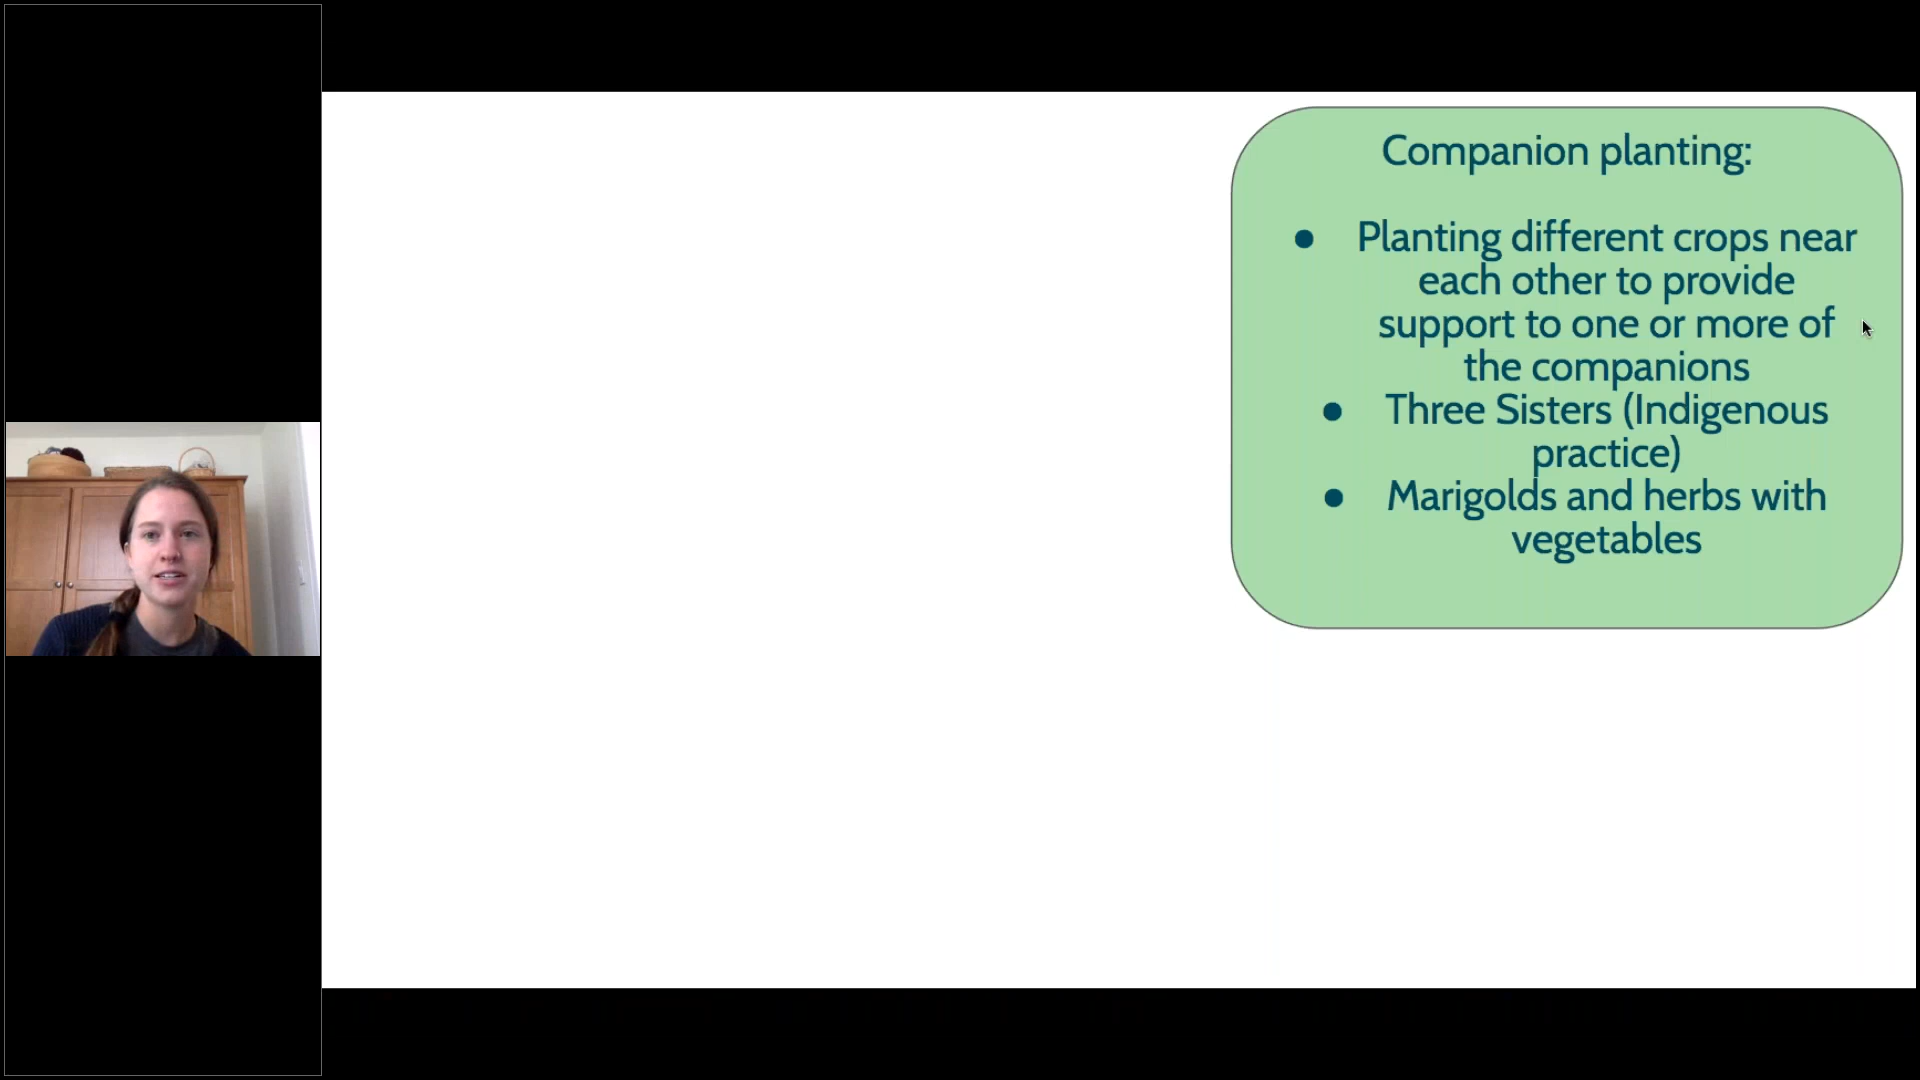 Companion planting:
● Planting different crops near
each other to provide
support to one or more of
the companions
● Three Sisters (Indigenous
practice)
● Marigolds and herbs with
vegetables